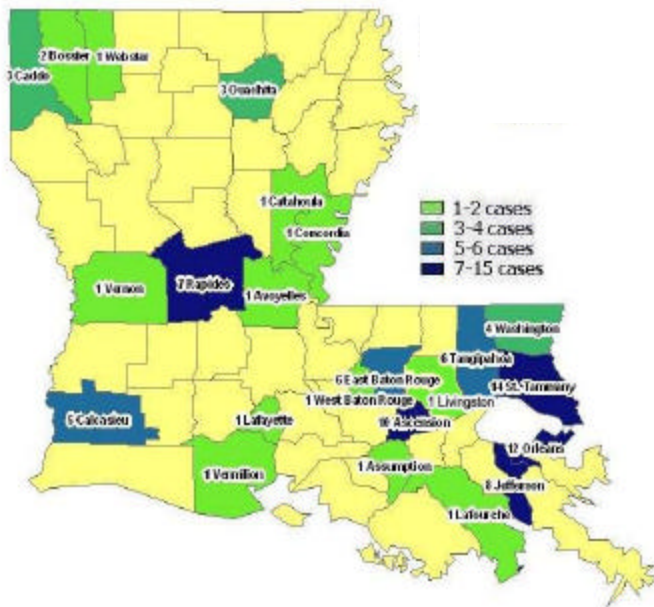 2 Bossier
1 Webster
3 Caddo
3 Ouachita
1 Catahoula
1 Concordia
1-2 cases
3-4 cases
5-6 cases
7-15 cases
1 Vernon
7 Rapides
1 Avoyelles
4 Washington
6 Tangipahoa
6 East Baton Rouge
14 St. Tammany
1 West Baton Rouge
1 Livingston
5 Calcasieu
1 Lafayette
10 Ascension
12 Orleans
1 Vermillion
1 Assumption
8 Jefferson
1 Lafourche